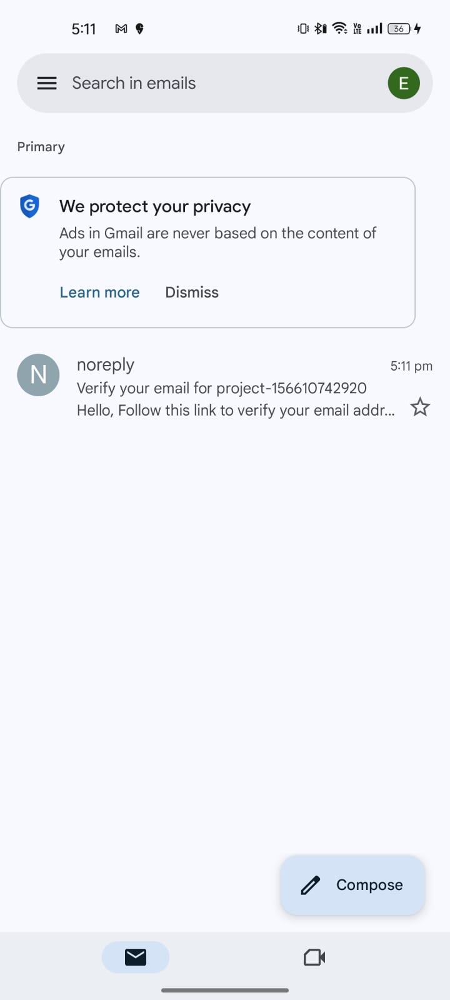 5:11
VoLTE
36
Search in emails
E
Primary
G
We protect your privacy
Ads in Gmail are never based on the content of
your emails.
Learn more Dismiss
N
noreply
5:11 pm
Verify your email for project-156610742920
Hello, Follow this link to verify your email addr...
Compose